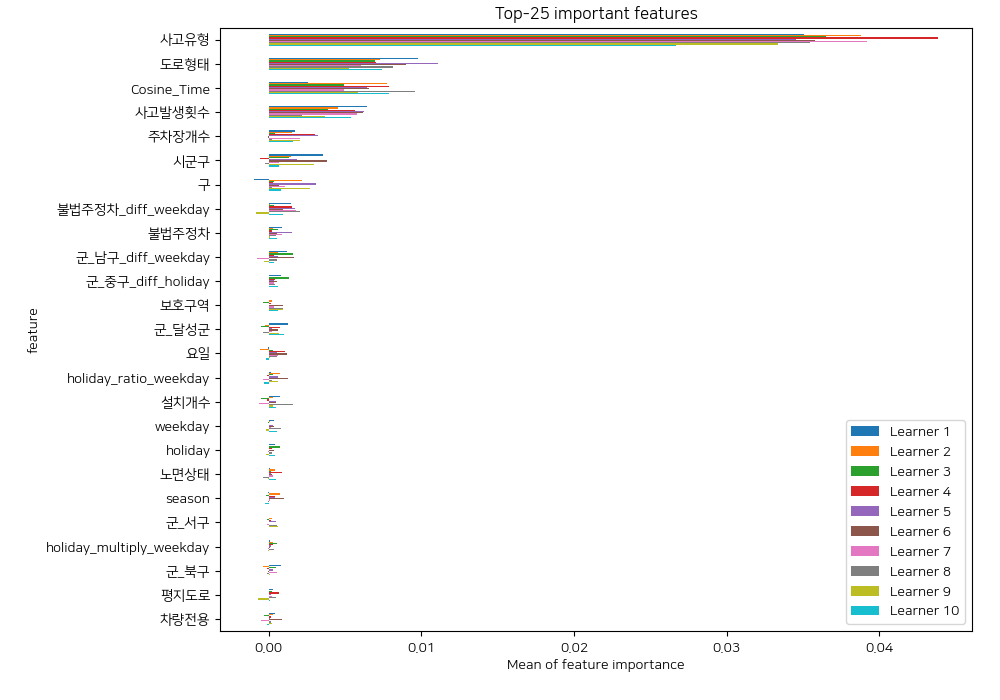 Top-25 important features
feature
사고유형
도로형태
Cosine_Time
사고발생횟수
주차장개수
시군구
구
불법주정차_diff_weekday
불법주정차
군_남구_diff_weekday
군_중구_diff_holiday
보호구역
군_달성군
요일
holiday_ratio_weekday
설치개수
weekday
holiday
노면상태
season
군_서구
holiday_multiply_weekday
군_북구
평지도로
차량전용
Learner 1
Learner 2
Learner 3
Learner 4
Learner 5
Learner 6
Learner 7
Learner 8
Learner 9
Learner 10
0.00 0.01 0.02 0.03 0.04
Mean of feature importance